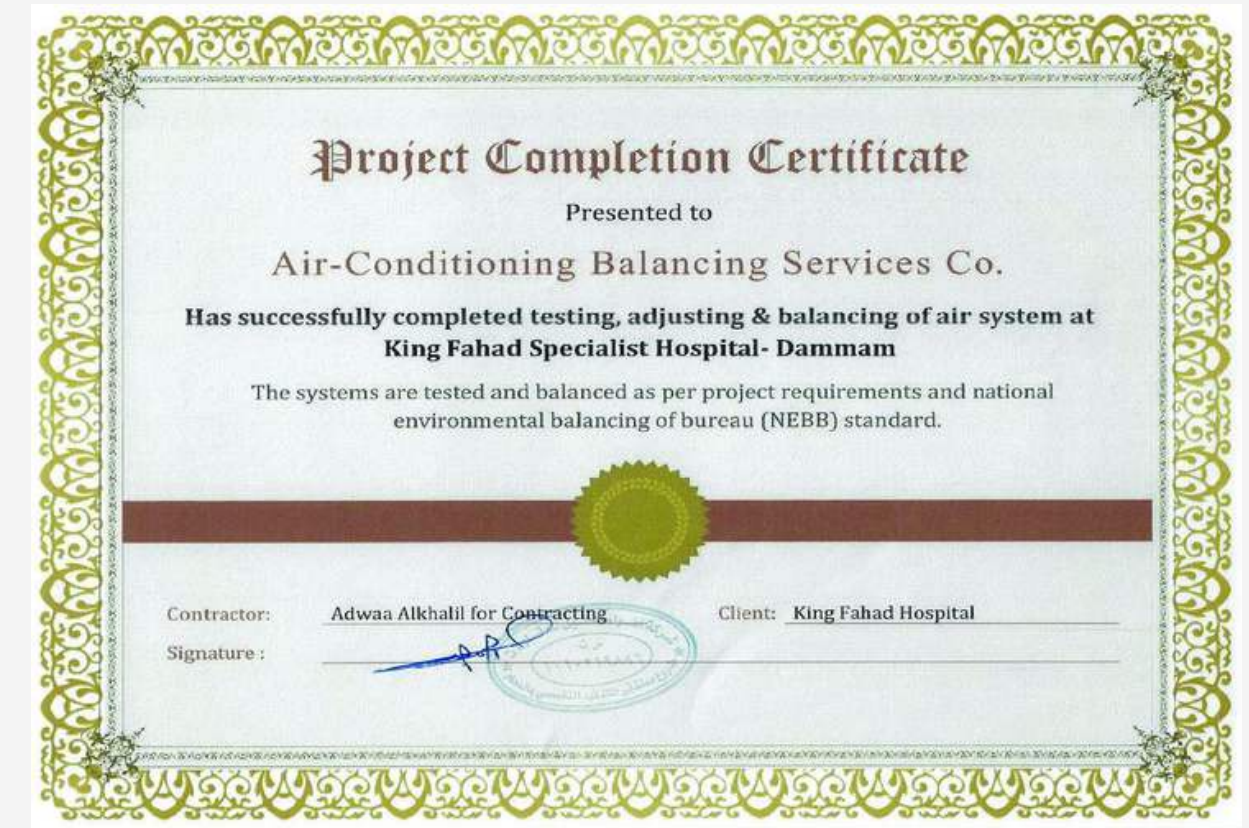 Project Completion Certificate
Presented to
Air-Conditioning Balancing Services Co.
Has successfully completed testing, adjusting & balancing of air system at
King Fahad Specialist Hospital- Dammam
The systems are tested and balanced as per project requirements and national
environmental balancing of bureau (NEBB) standard.
Contractor: Adwaa Alkhalil for Contracting Client: King Fahad Hospital
Signature :